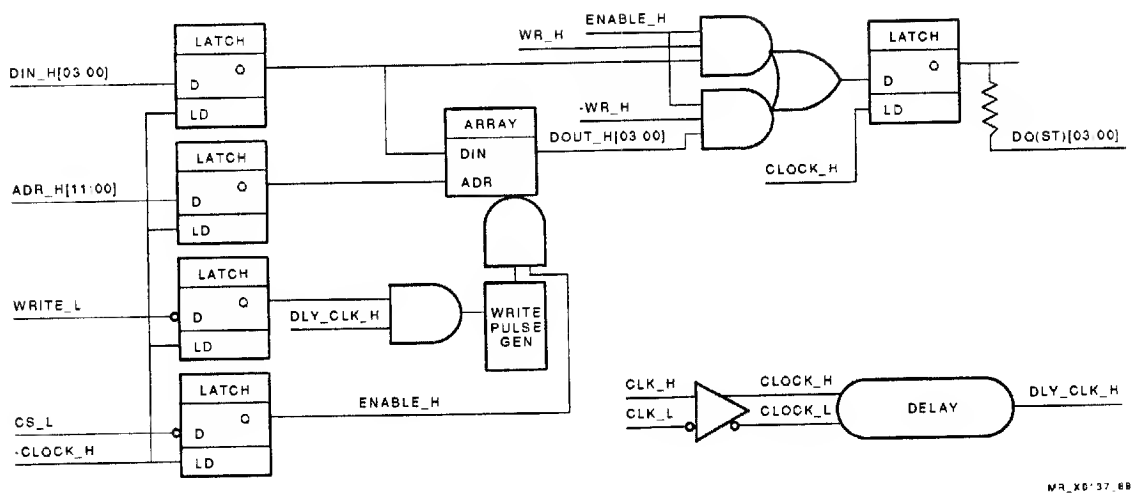 ENABLE_H
LATCH
WR_H
LATCH
DIN_H[03:00]
Q
D
LD
Q
D
LD
ARRAY
-WR_H
DIN
DOUT_H[03:00]
DQ(ST)[03:00]
LATCH
ADR_H[11:00]
Q
D
LD
ADR
CLOCK_H
LATCH
WRITE_L
Q
D
LD
DLY_CLK_H
WRITE
PULSE
GEN
LATCH
ENABLE_H
CS_L
Q
D
-CLOCK_H
LD
CLK_H
CLOCK_H
CLK_L
CLOCK_L
DELAY
DLY_CLK_H
MR_X0137_89